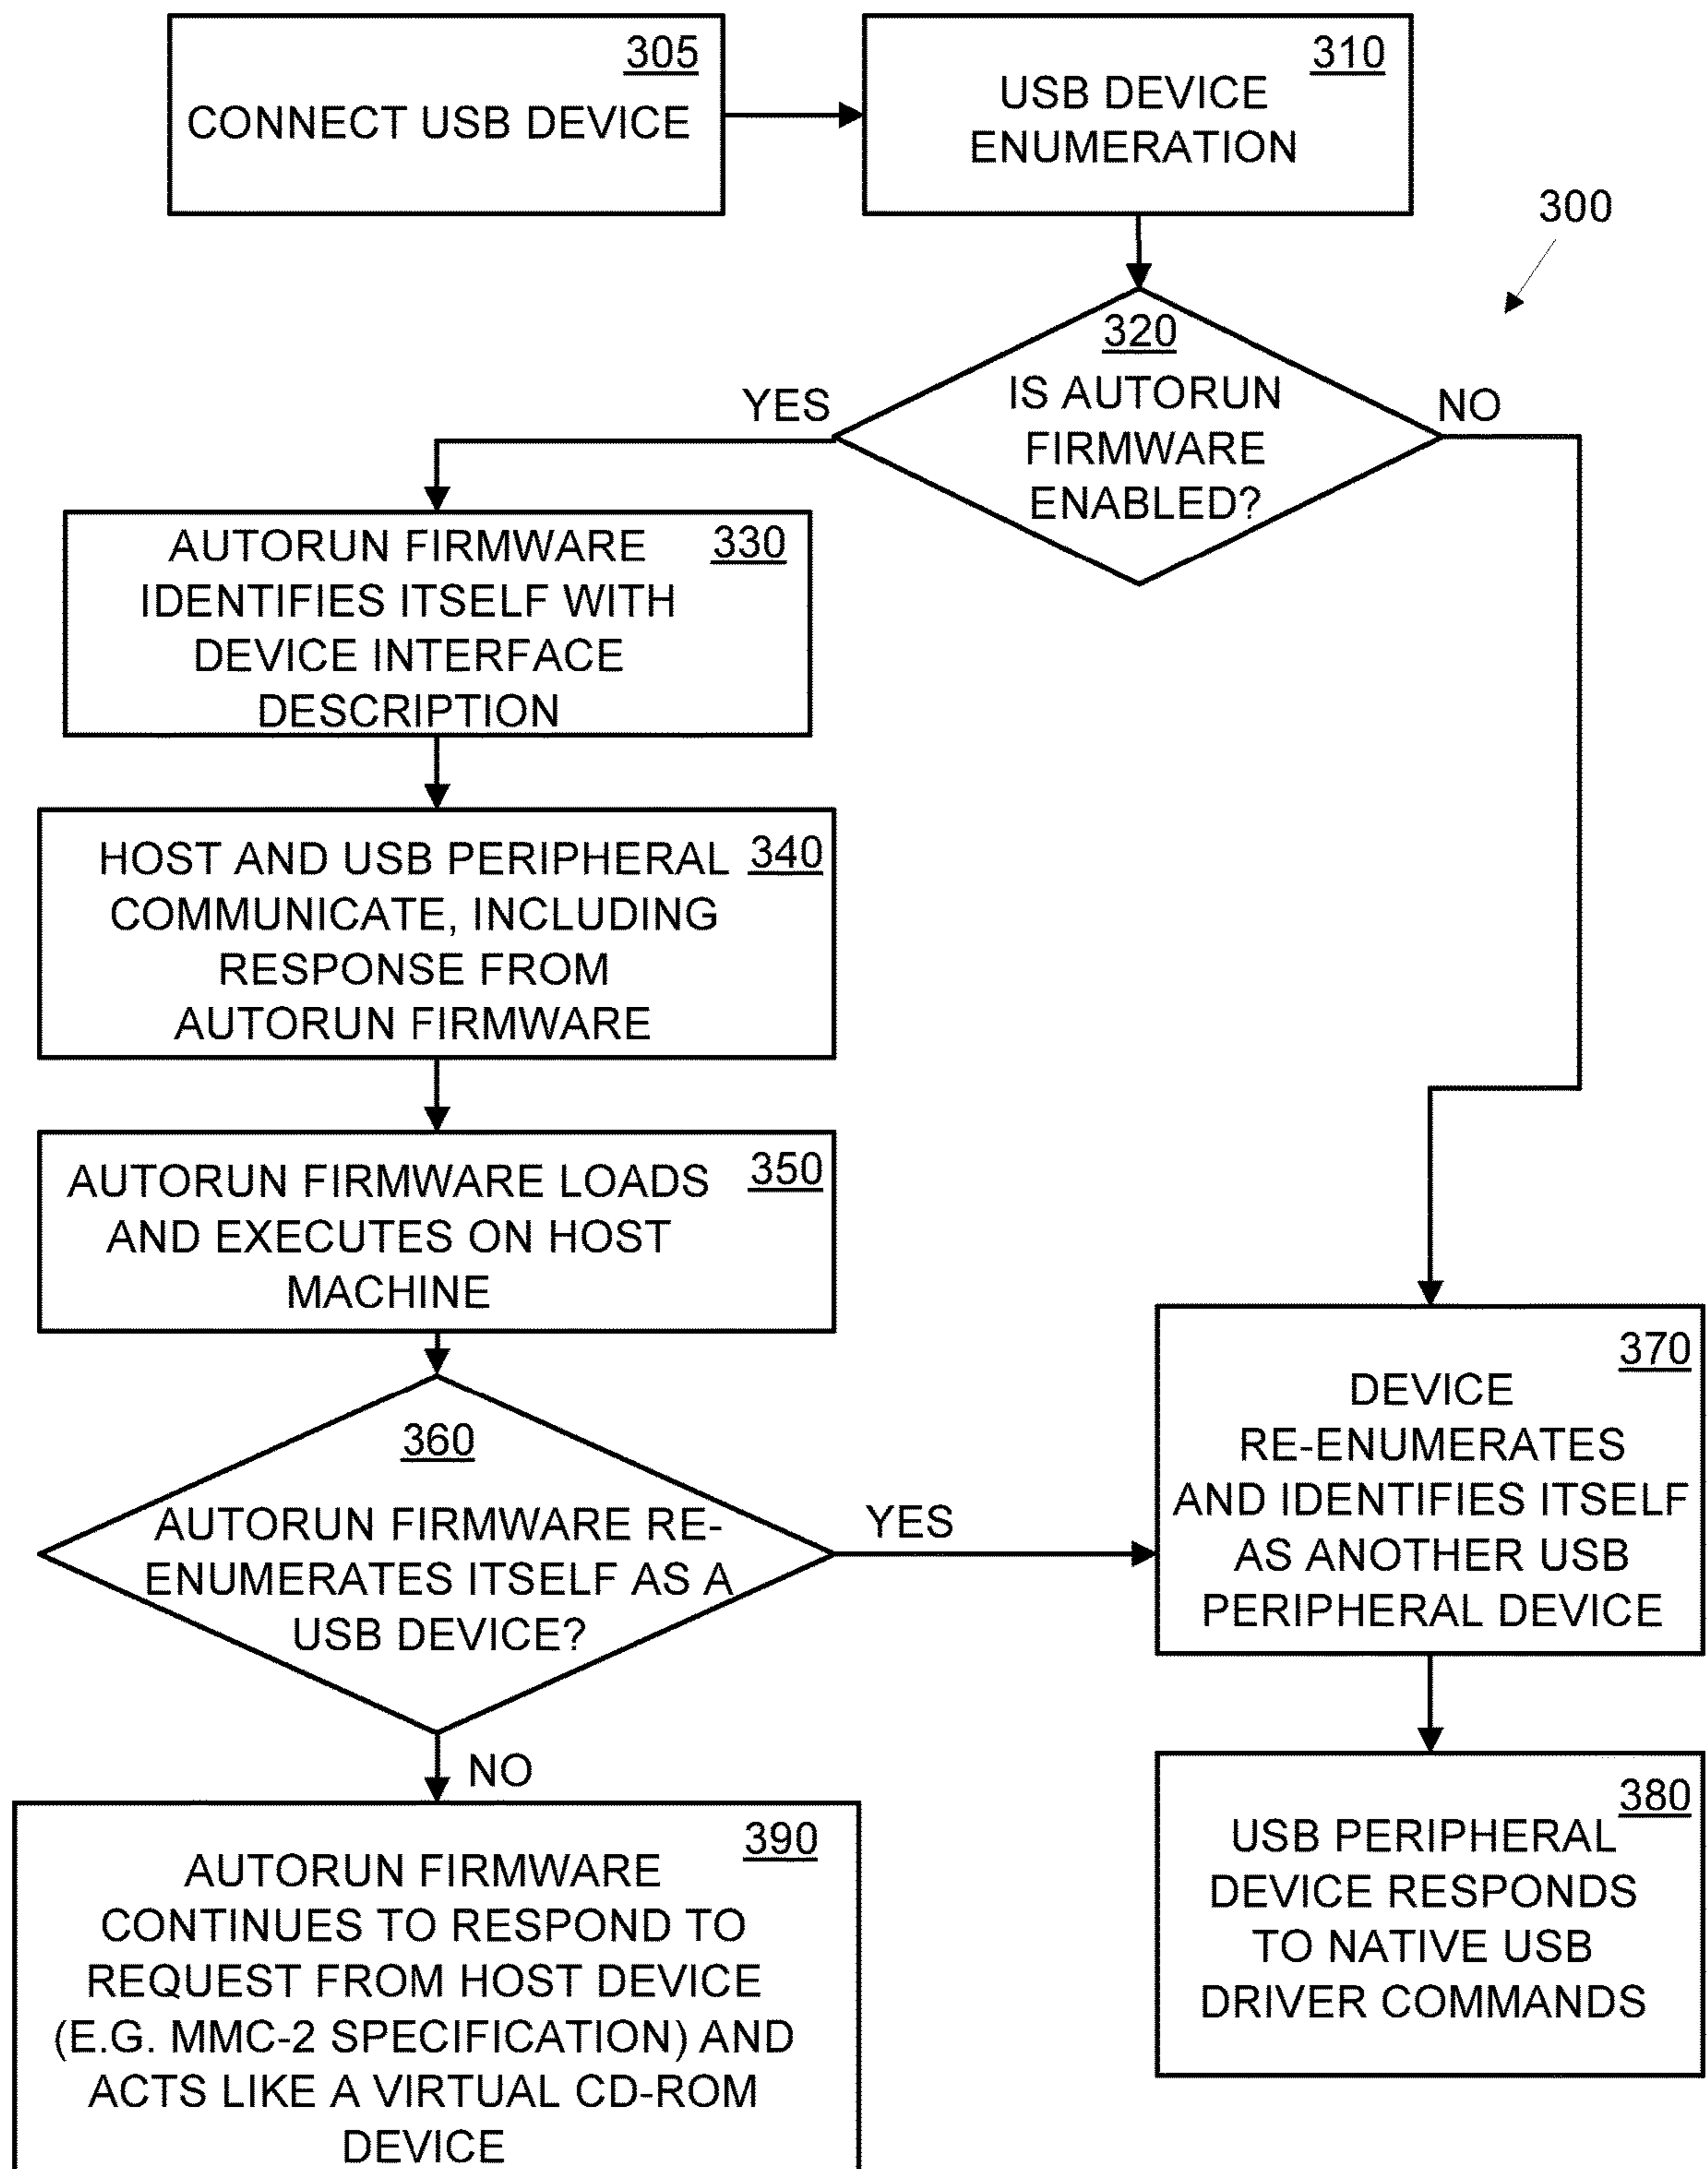 305
CONNECT USB DEVICE
310
USB DEVICE
ENUMERATION
300
320
IS AUTORUN
FIRMWARE
ENABLED?
YES
NO
330
AUTORUN FIRMWARE
IDENTIFIES ITSELF WITH
DEVICE INTERFACE
DESCRIPTION
340
HOST AND USB PERIPHERAL
COMMUNICATE, INCLUDING
RESPONSE FROM
AUTORUN FIRMWARE
350
AUTORUN FIRMWARE LOADS
AND EXECUTES ON HOST
MACHINE
360
AUTORUN FIRMWARE RE-
ENUMERATES ITSELF AS A
USB DEVICE?
YES
NO
370
DEVICE
RE-ENUMERATES
AND IDENTIFIES ITSELF
AS ANOTHER USB
PERIPHERAL DEVICE
380
USB PERIPHERAL
DEVICE RESPONDS
TO NATIVE USB
DRIVER COMMANDS
390
AUTORUN FIRMWARE
CONTINUES TO RESPOND TO
REQUEST FROM HOST DEVICE
(E.G. MMC-2 SPECIFICATION) AND
ACTS LIKE A VIRTUAL CD-ROM
DEVICE